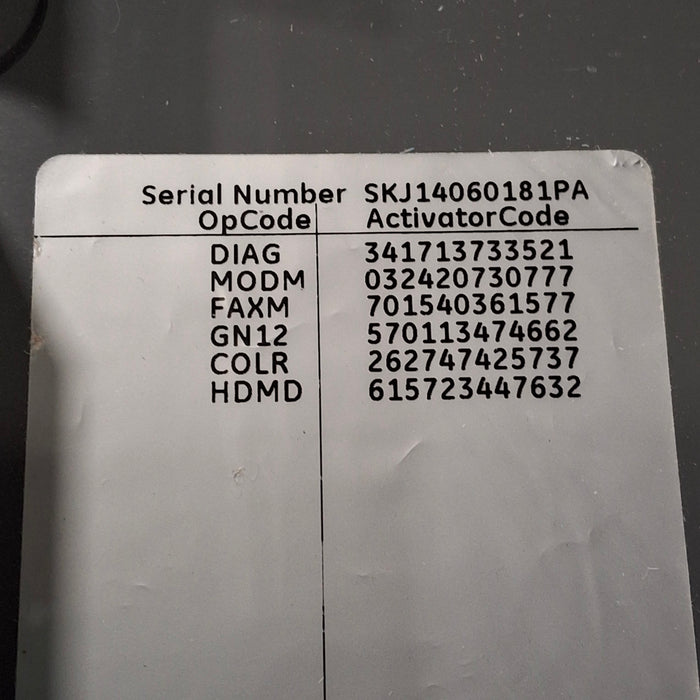 Serial Number SKJ14060181PA
OpCode ActivatorCode
DIAG 341713733521
MODM 032420730777
FAXM 701540361577
GN12 570113474662
COLR 262747425737
HDMD 615723447632